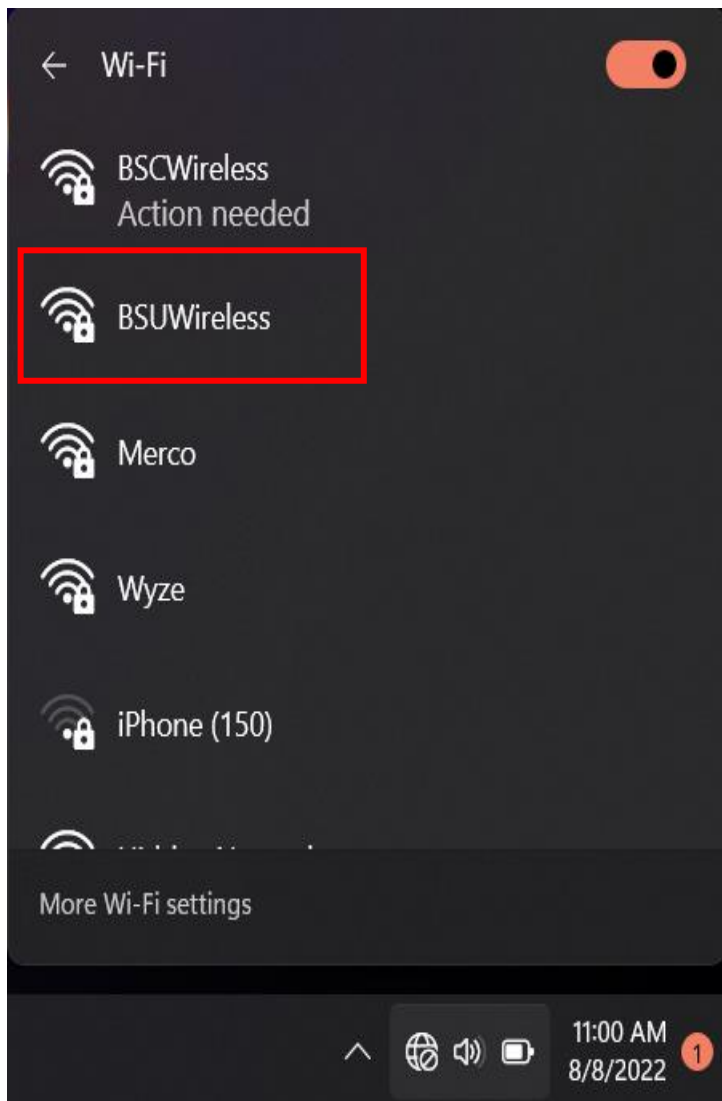 Wi-Fi
BSCWireless
Action needed
BSUWireless
Merco
Wyze
iPhone (150)
More Wi-Fi settings
11:00 AM
8/8/2022
1